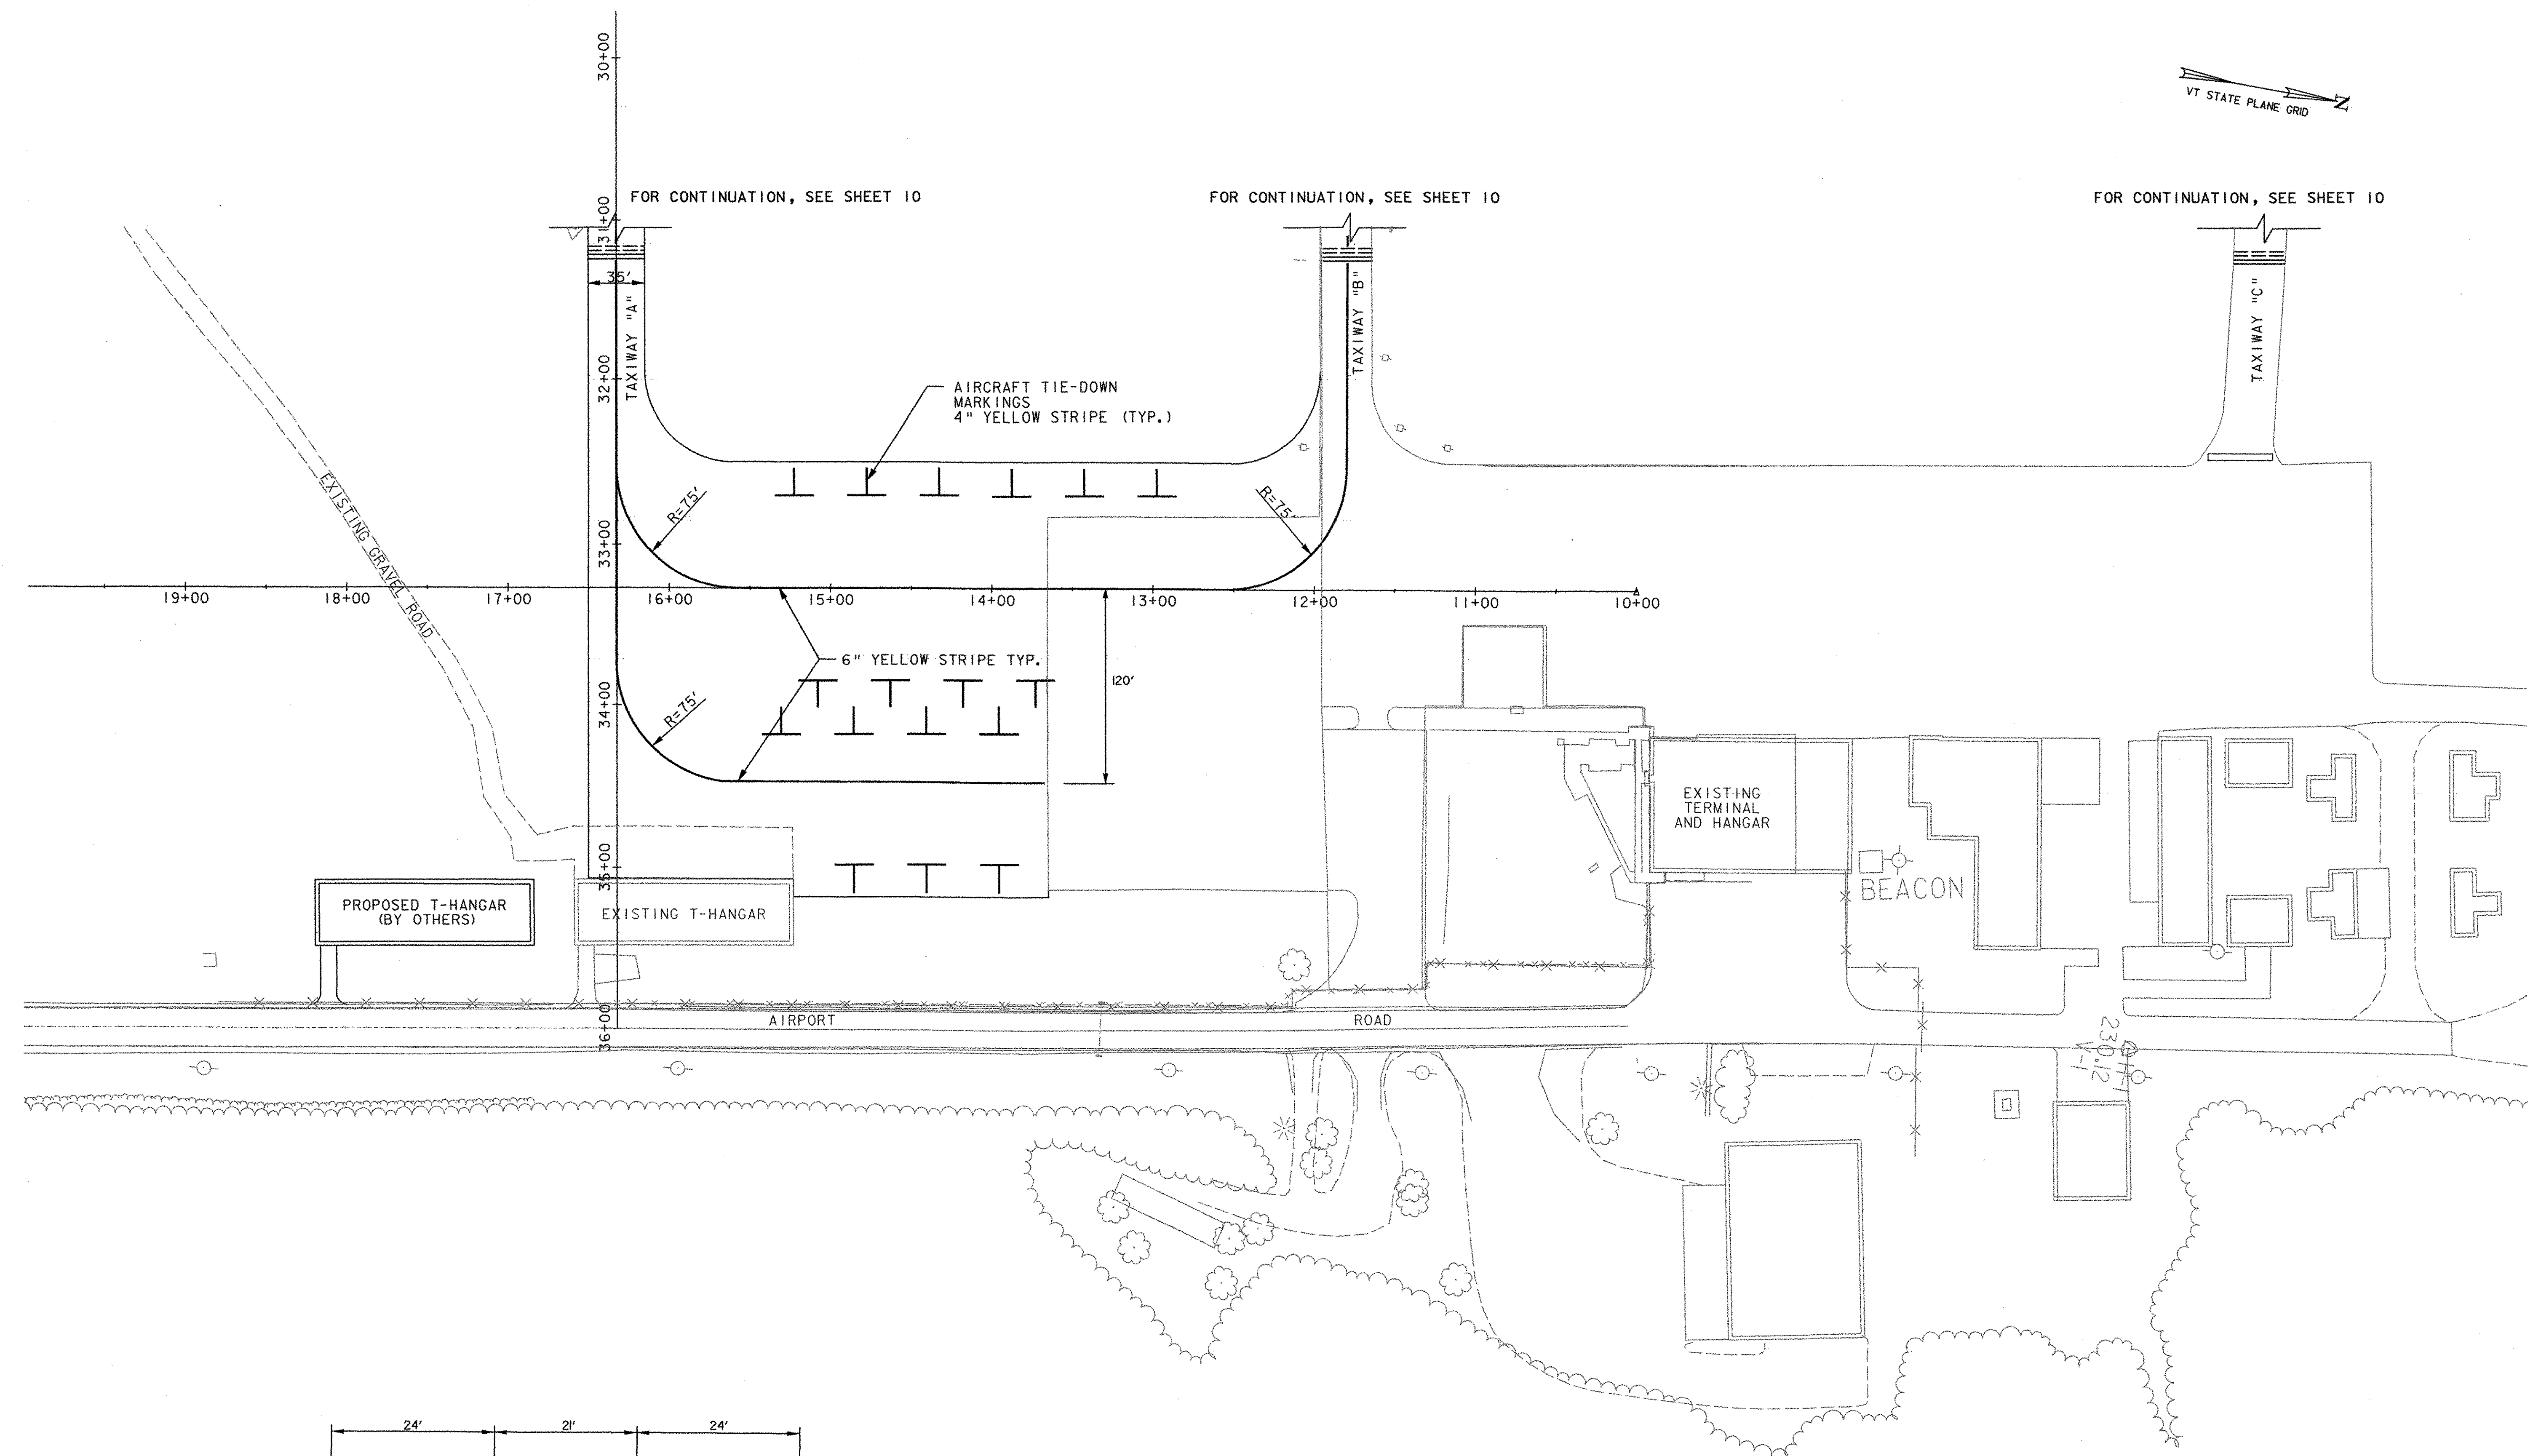 30+00
VT STATE PLANE GRID
N
FOR CONTINUATION, SEE SHEET 10
FOR CONTINUATION, SEE SHEET 10
FOR CONTINUATION, SEE SHEET 10
31+00
35'
TAXIWAY "A"
TAXIWAY "B"
TAXIWAY "C"
32+00
AIRCRAFT TIE-DOWN
MARKINGS
4" YELLOW STRIPE (TYP.)
EXISTING GRAVEL ROAD
R=75'
R=75'
33+00
19+00
18+00
17+00
16+00
15+00
14+00
13+00
12+00
11+00
10+00
6" YELLOW STRIPE TYP.
120'
34+00
R=75'
EXISTING
TERMINAL
AND HANGAR
35+00
BEACON
PROPOSED T-HANGAR
(BY OTHERS)
EXISTING T-HANGAR
AIRPORT
ROAD
36+00
230.12
V-1
24'
21'
24'